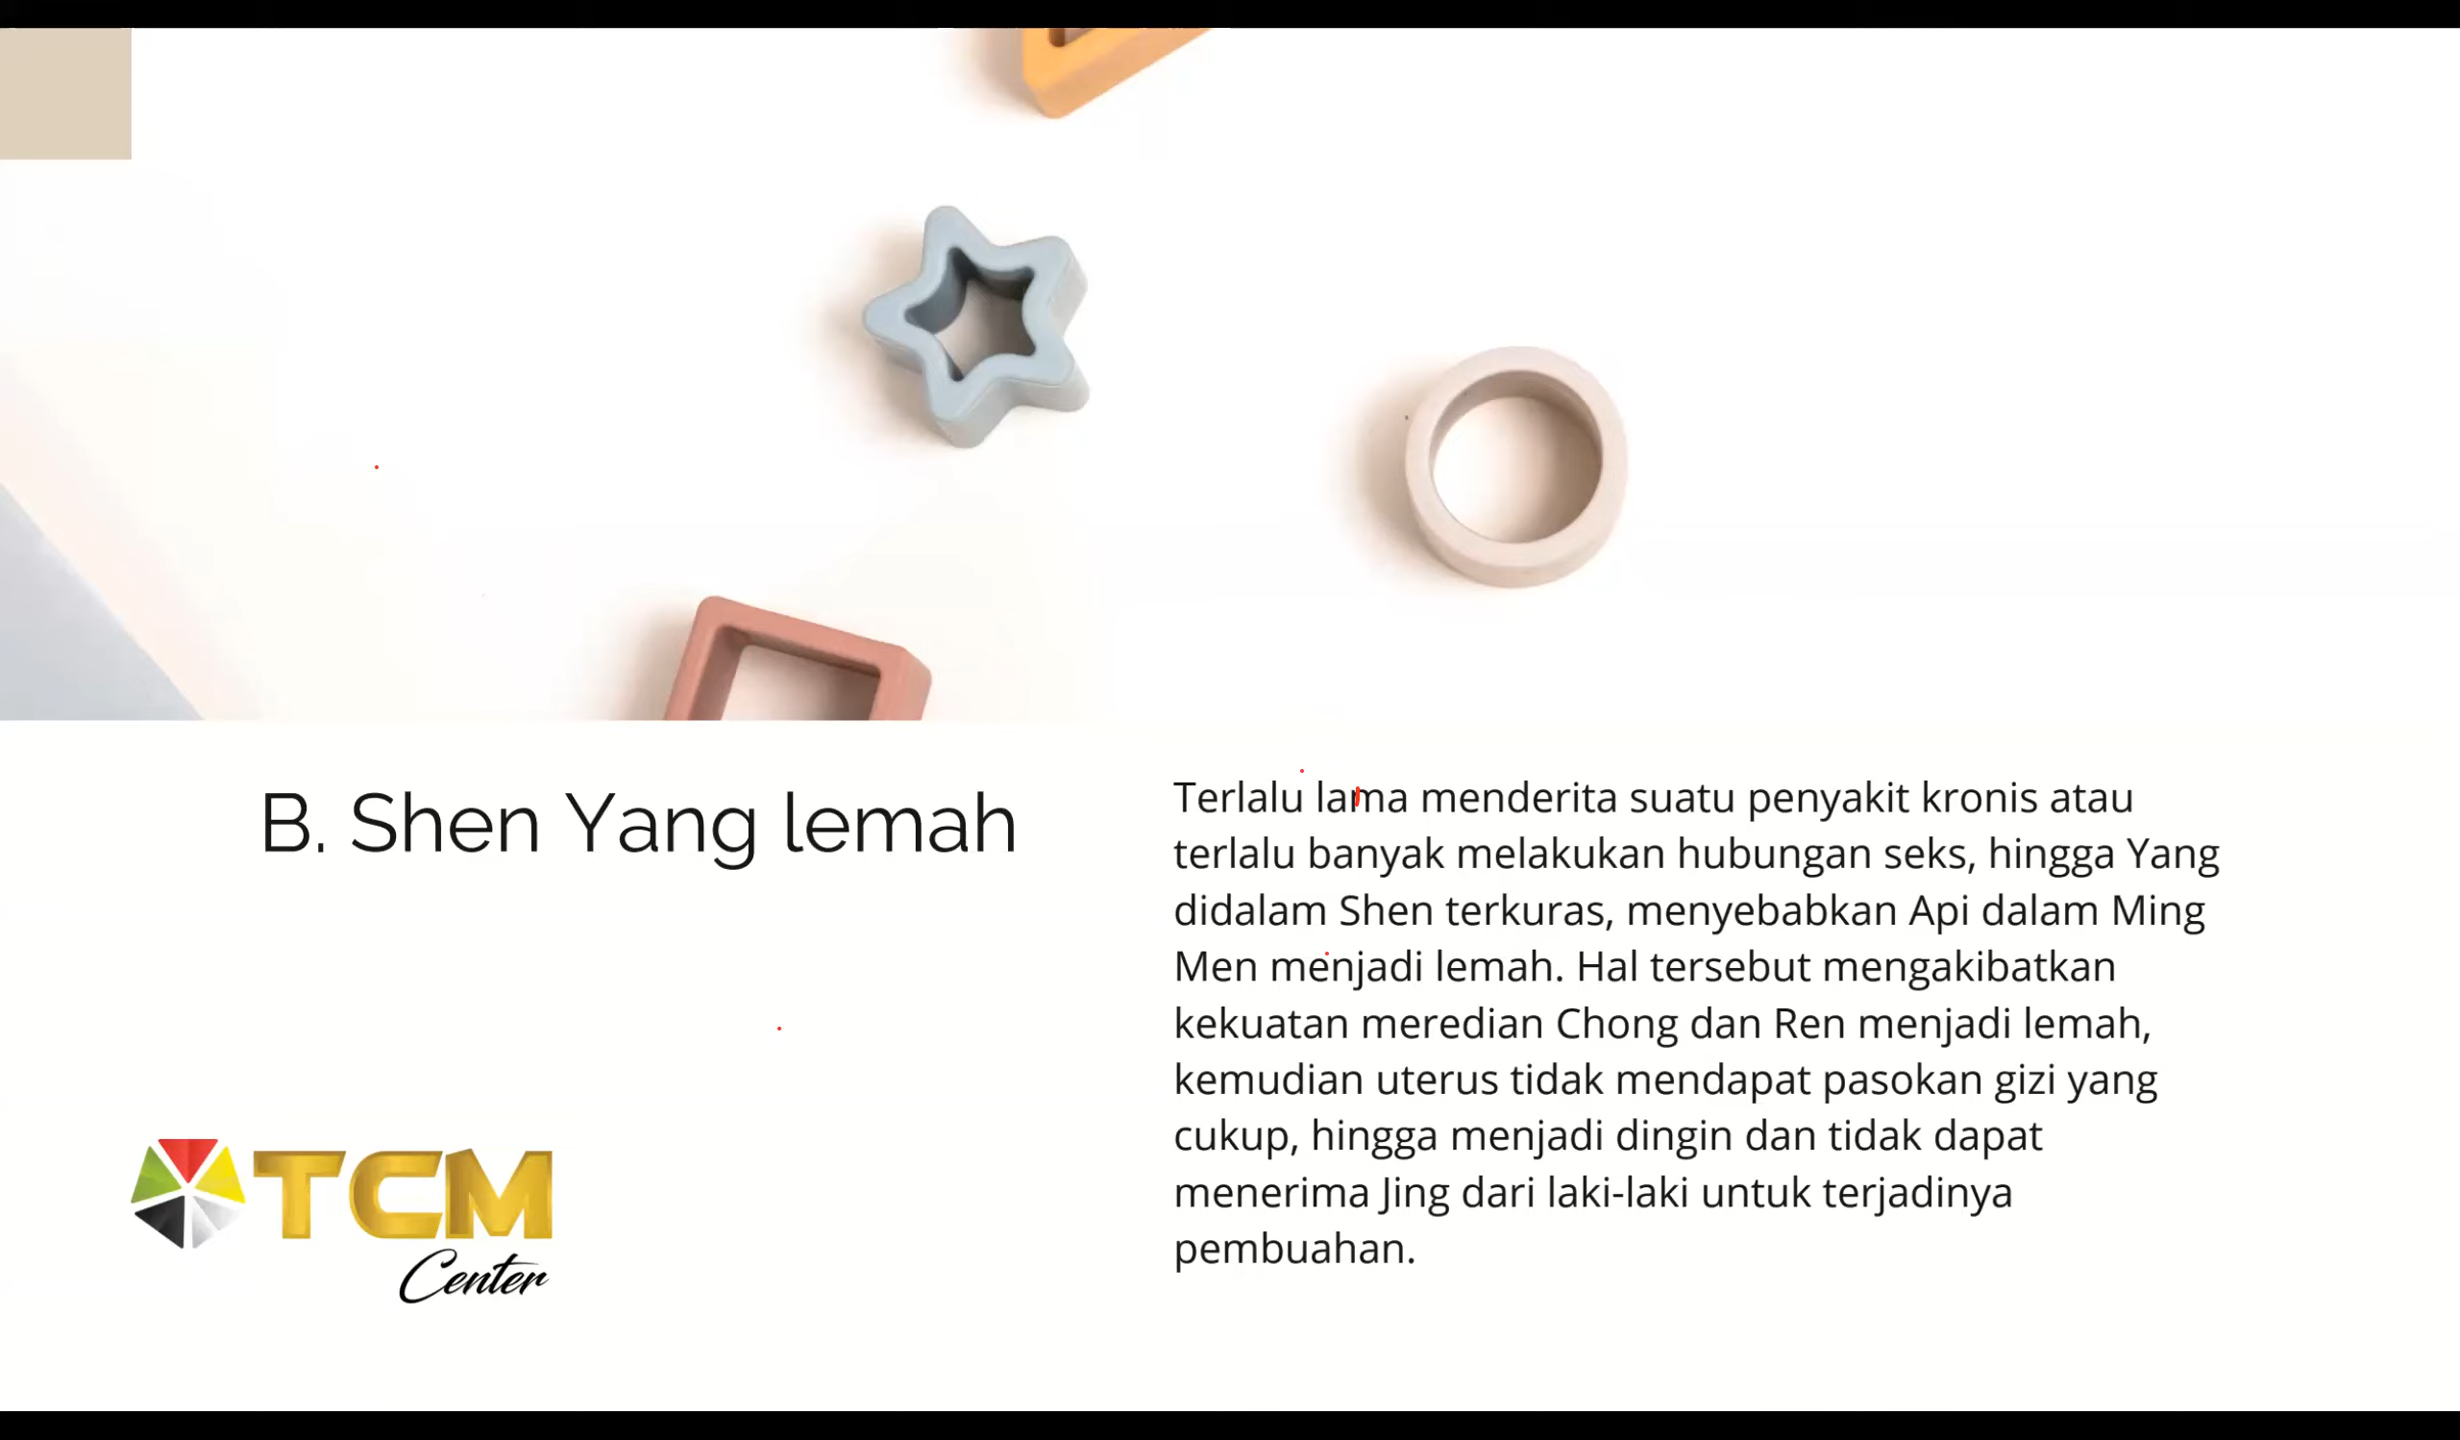 B. Shen Yang lemah
Terlalu lama menderita suatu penyakit kronis atau
terlalu banyak melakukan hubungan seks, hingga Yang
didalam Shen terkuras, menyebabkan Api dalam Ming
Men menjadi lemah. Hal tersebut mengakibatkan
kekuatan meredian Chong dan Ren menjadi lemah,
kemudian uterus tidak mendapat pasokan gizi yang
cukup, hingga menjadi dingin dan tidak dapat
menerima Jing dari laki-laki untuk terjadinya
pembuahan.
TCM
Center